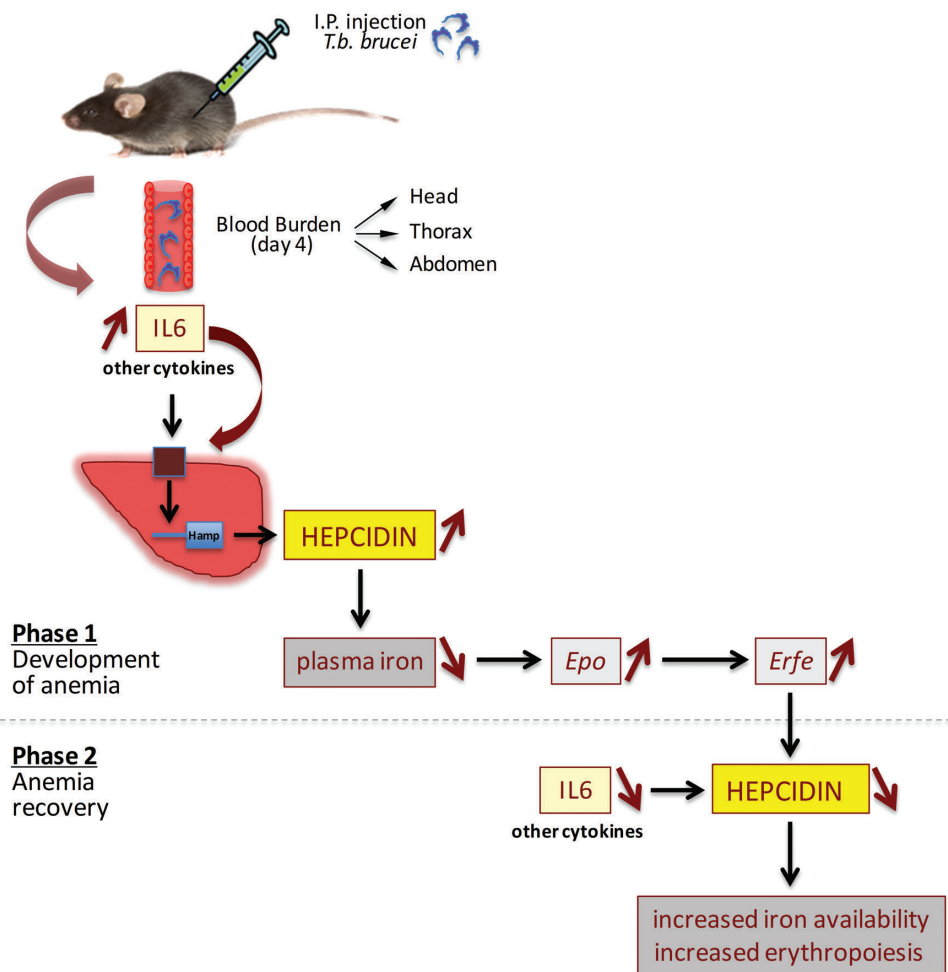 I.P. injection
T.b. brucei
Blood Burden
(day 4)
Head
Thorax
Abdomen
IL6
other cytokines
Hamp
HEPCIDIN
Phase 1
Development
of anemia
plasma iron
Epo
Erfe
Phase 2
Anemia
recovery
IL6
other cytokines
HEPCIDIN
increased iron availability
increased erythropoiesis